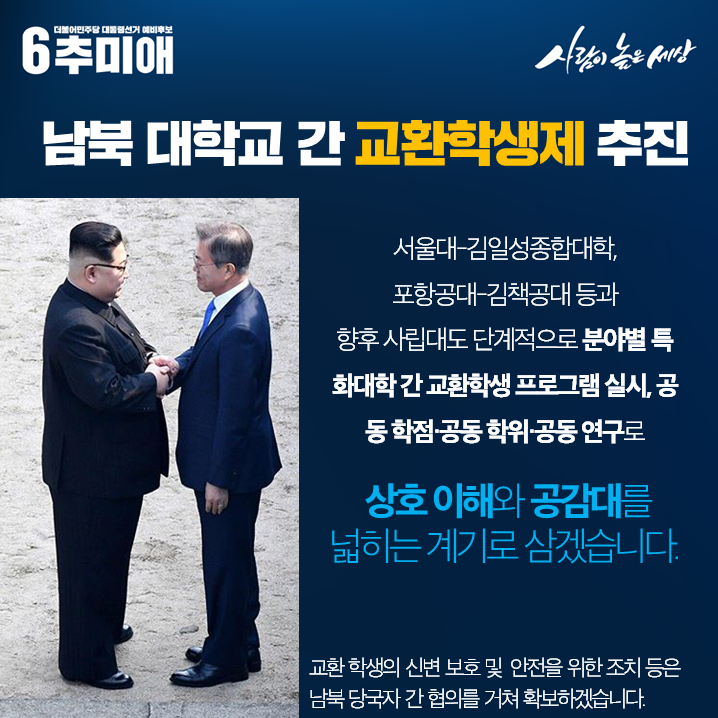 더불어민주당 대통령선거 예비후보
6 추미애
사람이 높은 세상
남북 대학교 간 교환학생제 추진
서울대-김일성종합대학,
포항공대-김책공대 등과
향후 사립대도 단계적으로 분야별 특
화대학 간 교환학생 프로그램 실시, 공
동 학점·공동 학위·공동 연구로
상호 이해와 공감대를
넓히는 계기로 삼겠습니다.
교환 학생의 신변 보호 및 안전을 위한 조치 등은
남북 당국자 간 협의를 거쳐 확보하겠습니다.